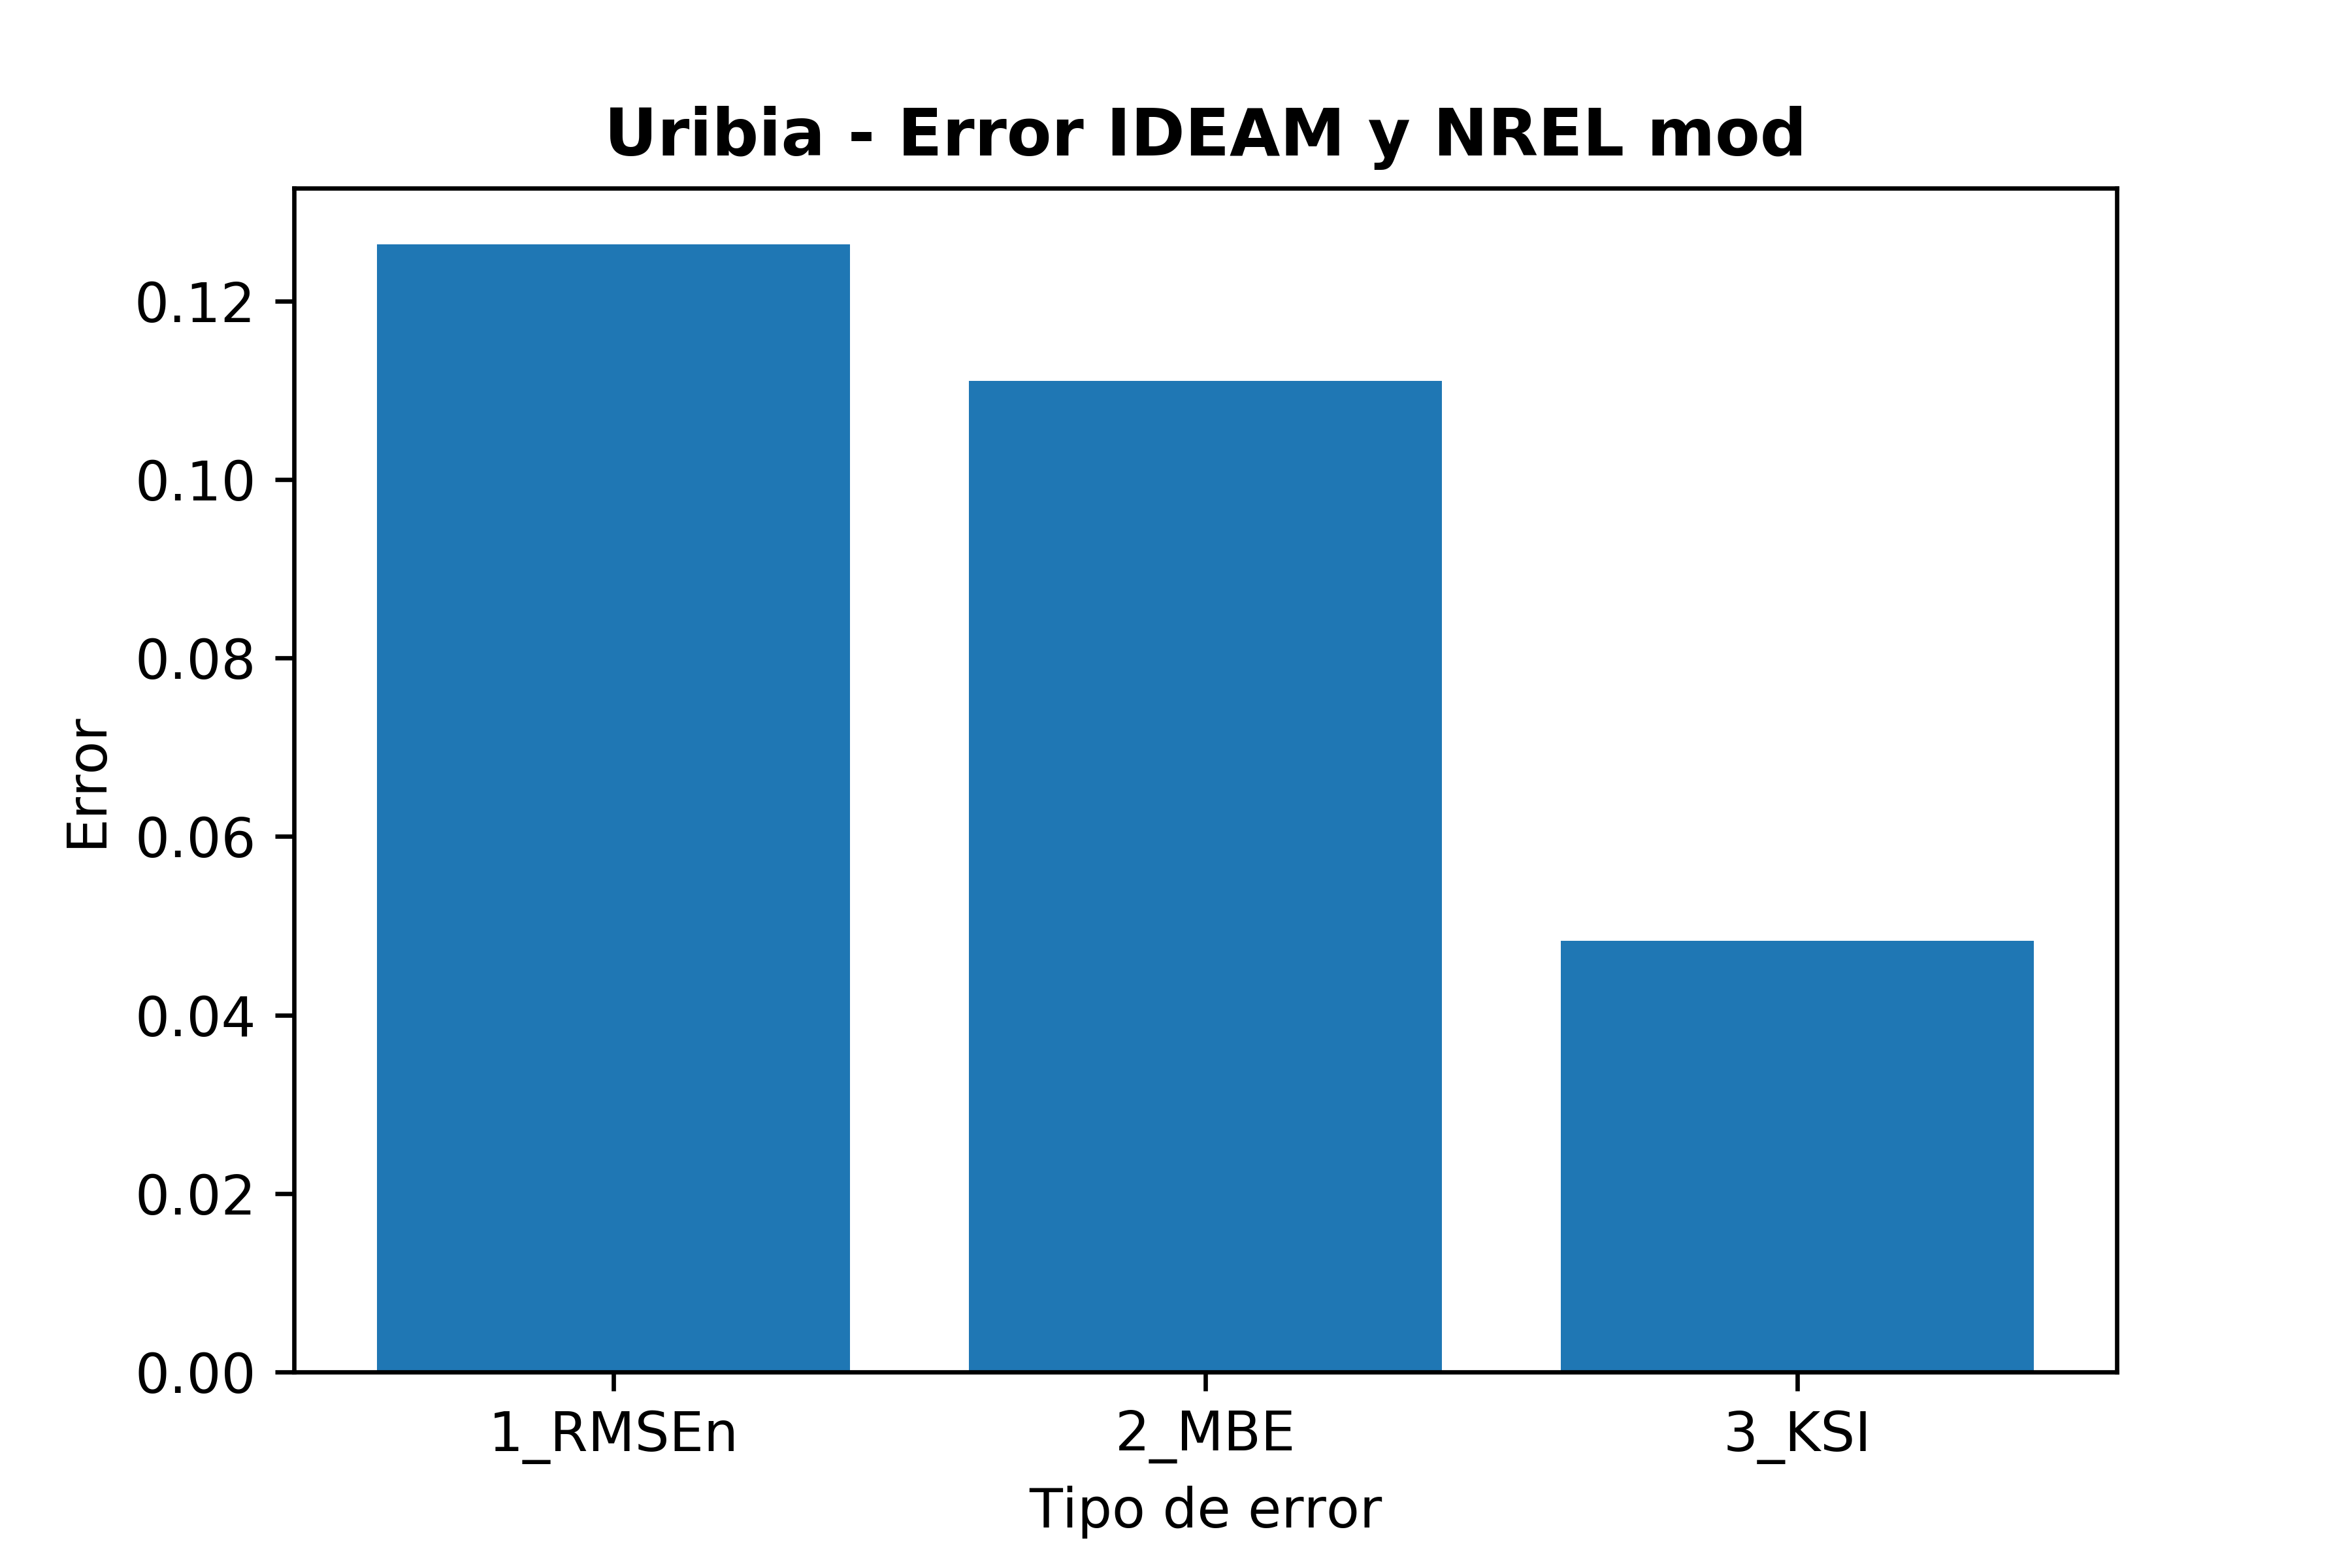 Uribia - Error IDEAM y NREL mod
0.12
0.10
0.08
0.06
0.04
0.02
0.00
Error
1_RMSEn 2_MBE 3_KSI
Tipo de error